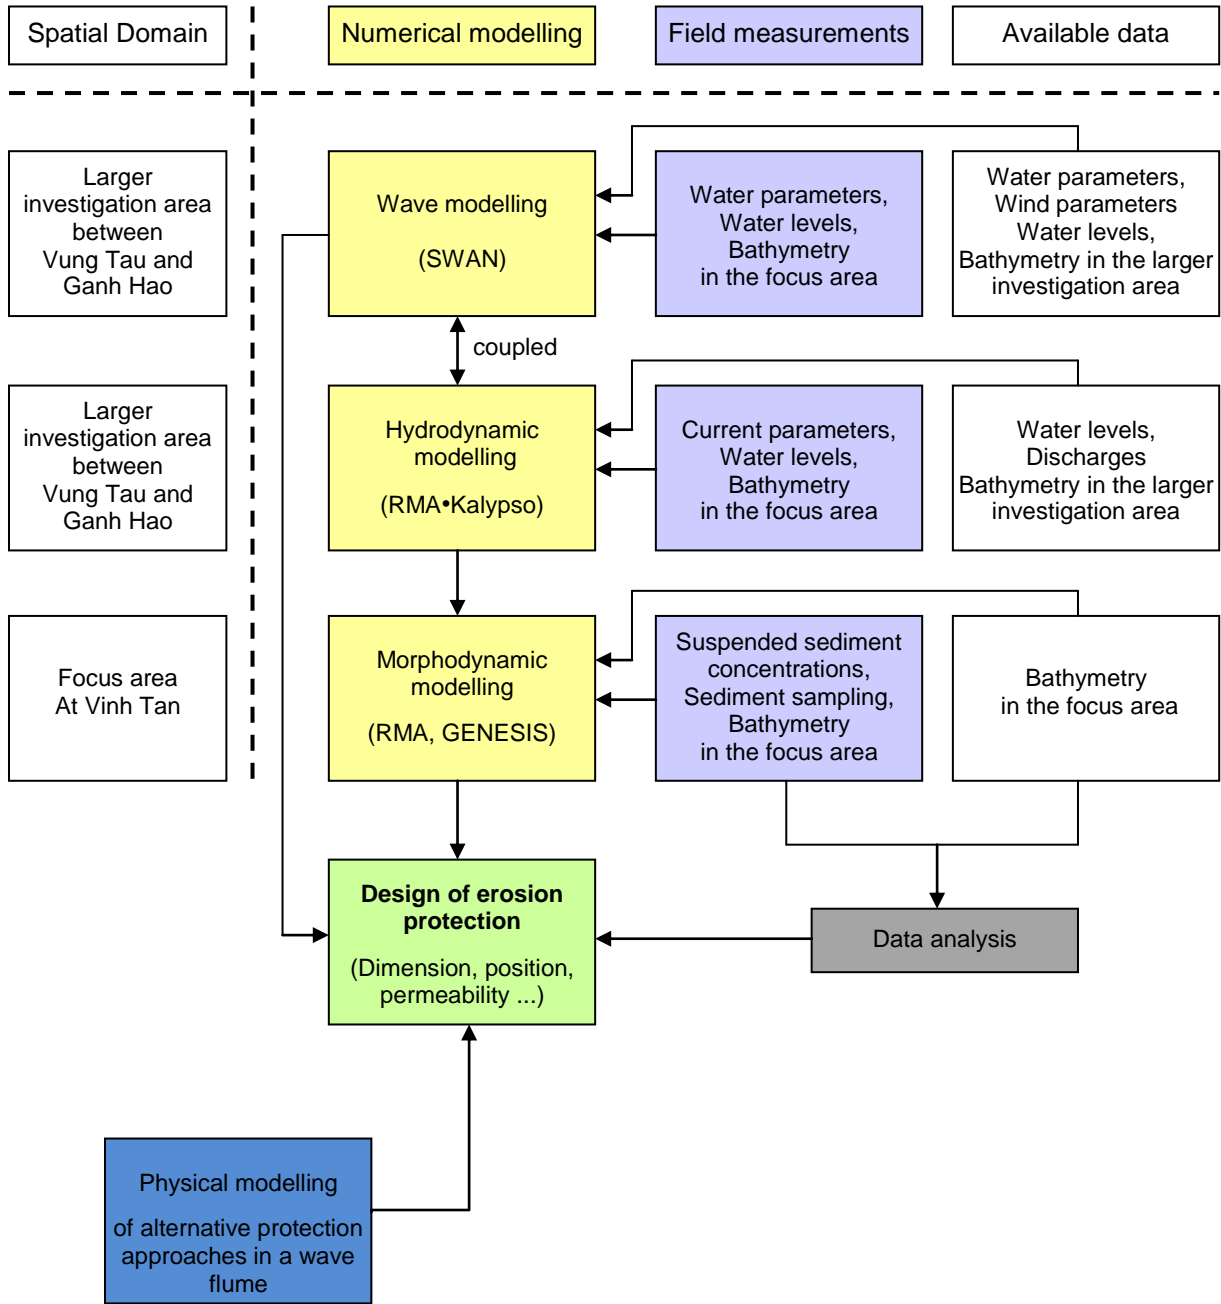 Spatial Domain
Numerical modelling
Field measurements
Available data
Larger
investigation area
between
Vung Tau and
Ganh Hao
Wave modelling
(SWAN)
Water parameters,
Water levels,
Bathymetry
in the focus area
Water parameters,
Wind parameters
Water levels,
Bathymetry in the larger
investigation area
coupled
Larger
investigation area
between
Vung Tau and
Ganh Hao
Hydrodynamic
modelling
(RMA•Kalypso)
Current parameters,
Water levels,
Bathymetry
in the focus area
Water levels,
Discharges
Bathymetry in the larger
investigation area
Focus area
At Vinh Tan
Morphodynamic
modelling
(RMA, GENESIS)
Suspended sediment
concentrations,
Sediment sampling,
Bathymetry
in the focus area
Bathymetry
in the focus area
Design of erosion
protection
(Dimension, position,
permeability ...)
Data analysis
Physical modelling
of alternative protection
approaches in a wave
flume